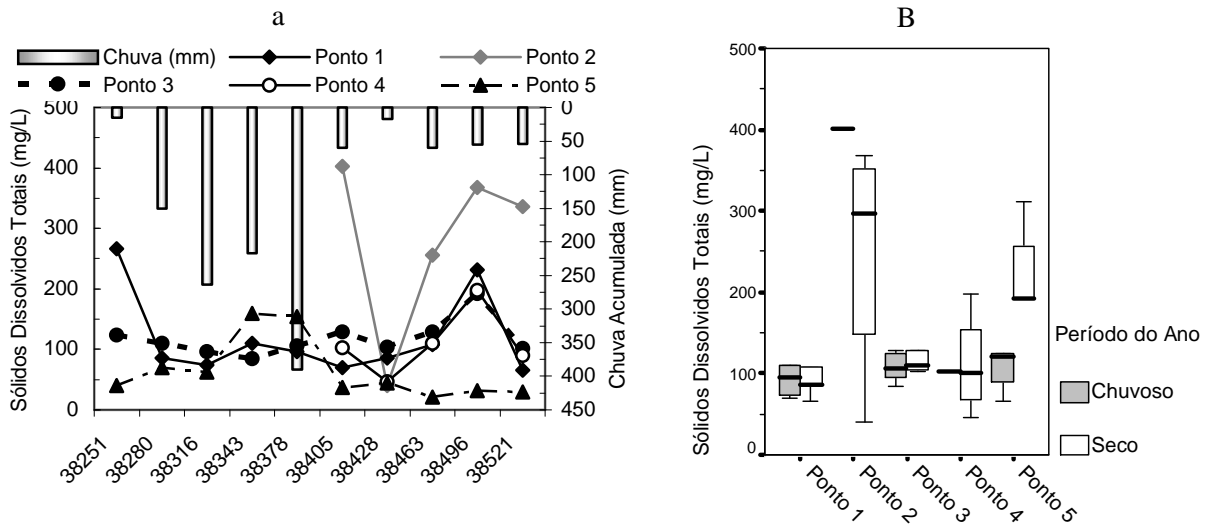 a
Chuva (mm) Ponto 1 Ponto 2
Ponto 3 Ponto 4 Ponto 5
Sólidos Dissolvidos Totais (mg/L)
500
400
300
200
100
0
0
50
100
150
200
250
300
350
400
450
Chuva Acumulada (mm)
38251 38280 38316 38343 38378 38405 38428 38463 38496 38521
B
Sólidos Dissolvidos Totais (mg/L)
500
400
300
200
100
0
Ponto 1 Ponto 2 Ponto 3 Ponto 4 Ponto 5
Período do Ano
Chuvoso
Seco